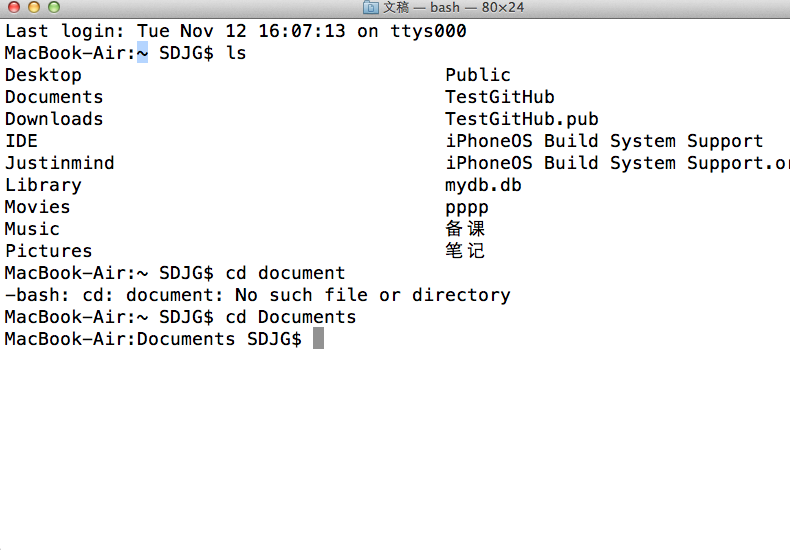 文稿 — bash — 80×24
Last login: Tue Nov 12 16:07:13 on ttys000
MacBook-Air:~ SDJG$ ls
Desktop Public
Documents TestGitHub
Downloads TestGitHub.pub
IDE iPhoneOS Build System Support
Justinmind iPhoneOS Build System Support.or
Library mydb.db
Movies pppp
Music 备课
Pictures 笔记
MacBook-Air:~ SDJG$ cd document
-bash: cd: document: No such file or directory
MacBook-Air:~ SDJG$ cd Documents
MacBook-Air:Documents SDJG$